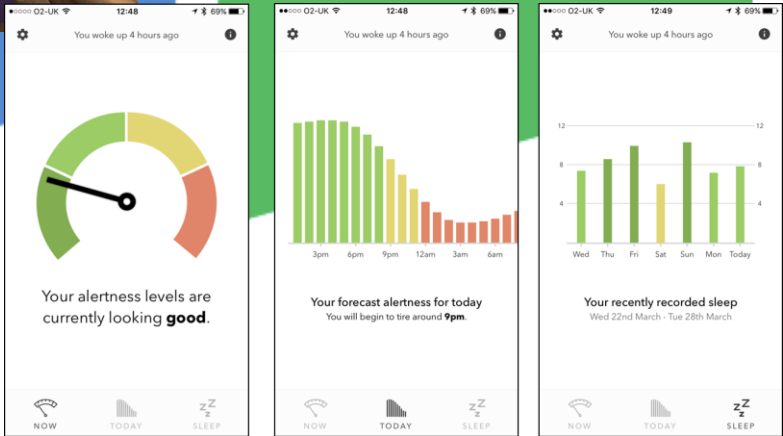 ●○○○○ O2-UK 12:48 69%
You woke up 4 hours ago
Your alertness levels are
currently looking good.
NOW TODAY SLEEP
●●○○○ O2-UK 12:48 69%
You woke up 4 hours ago
3pm 6pm 9pm 12am 3am 6am
Your forecast alertness for today
You will begin to tire around 9pm.
NOW TODAY SLEEP
●●○○○ O2-UK 12:49 69%
You woke up 4 hours ago
12 12
8 8
4 4
Wed Thu Fri Sat Sun Mon Today
Your recently recorded sleep
Wed 22nd March - Tue 28th March
NOW TODAY SLEEP